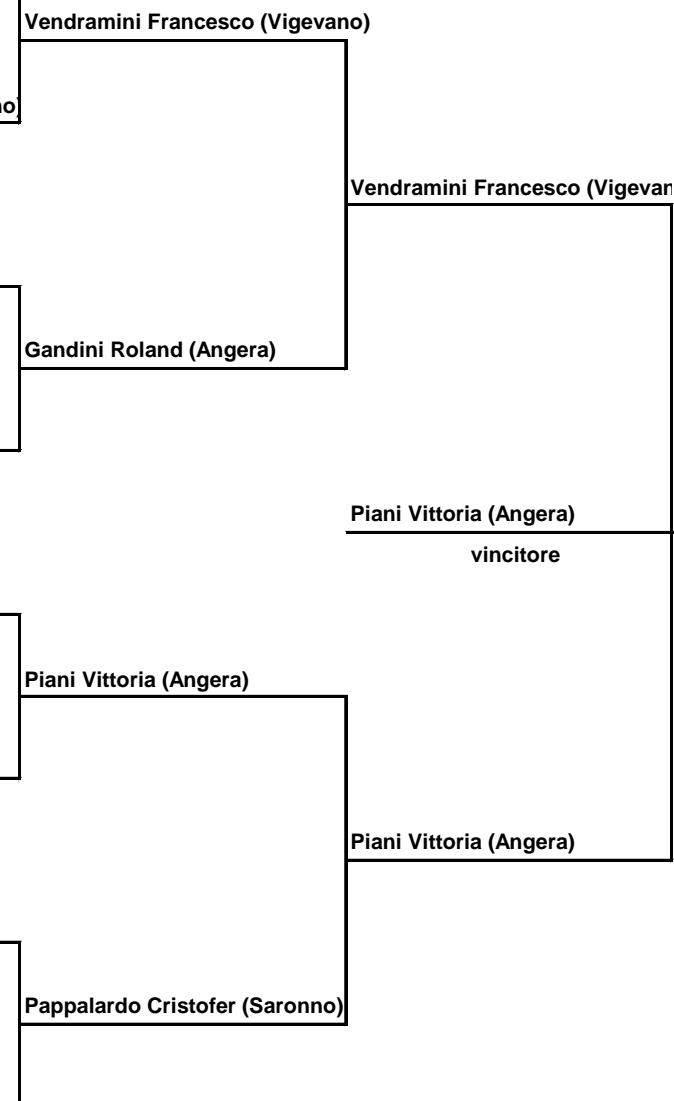 Vendramini Francesco (Vigevano)
Vendramini Francesco (Vigevan
Gandini Roland (Angera)
Piani Vittoria (Angera)
vincitore
Piani Vittoria (Angera)
Piani Vittoria (Angera)
Pappalardo Cristofer (Saronno)